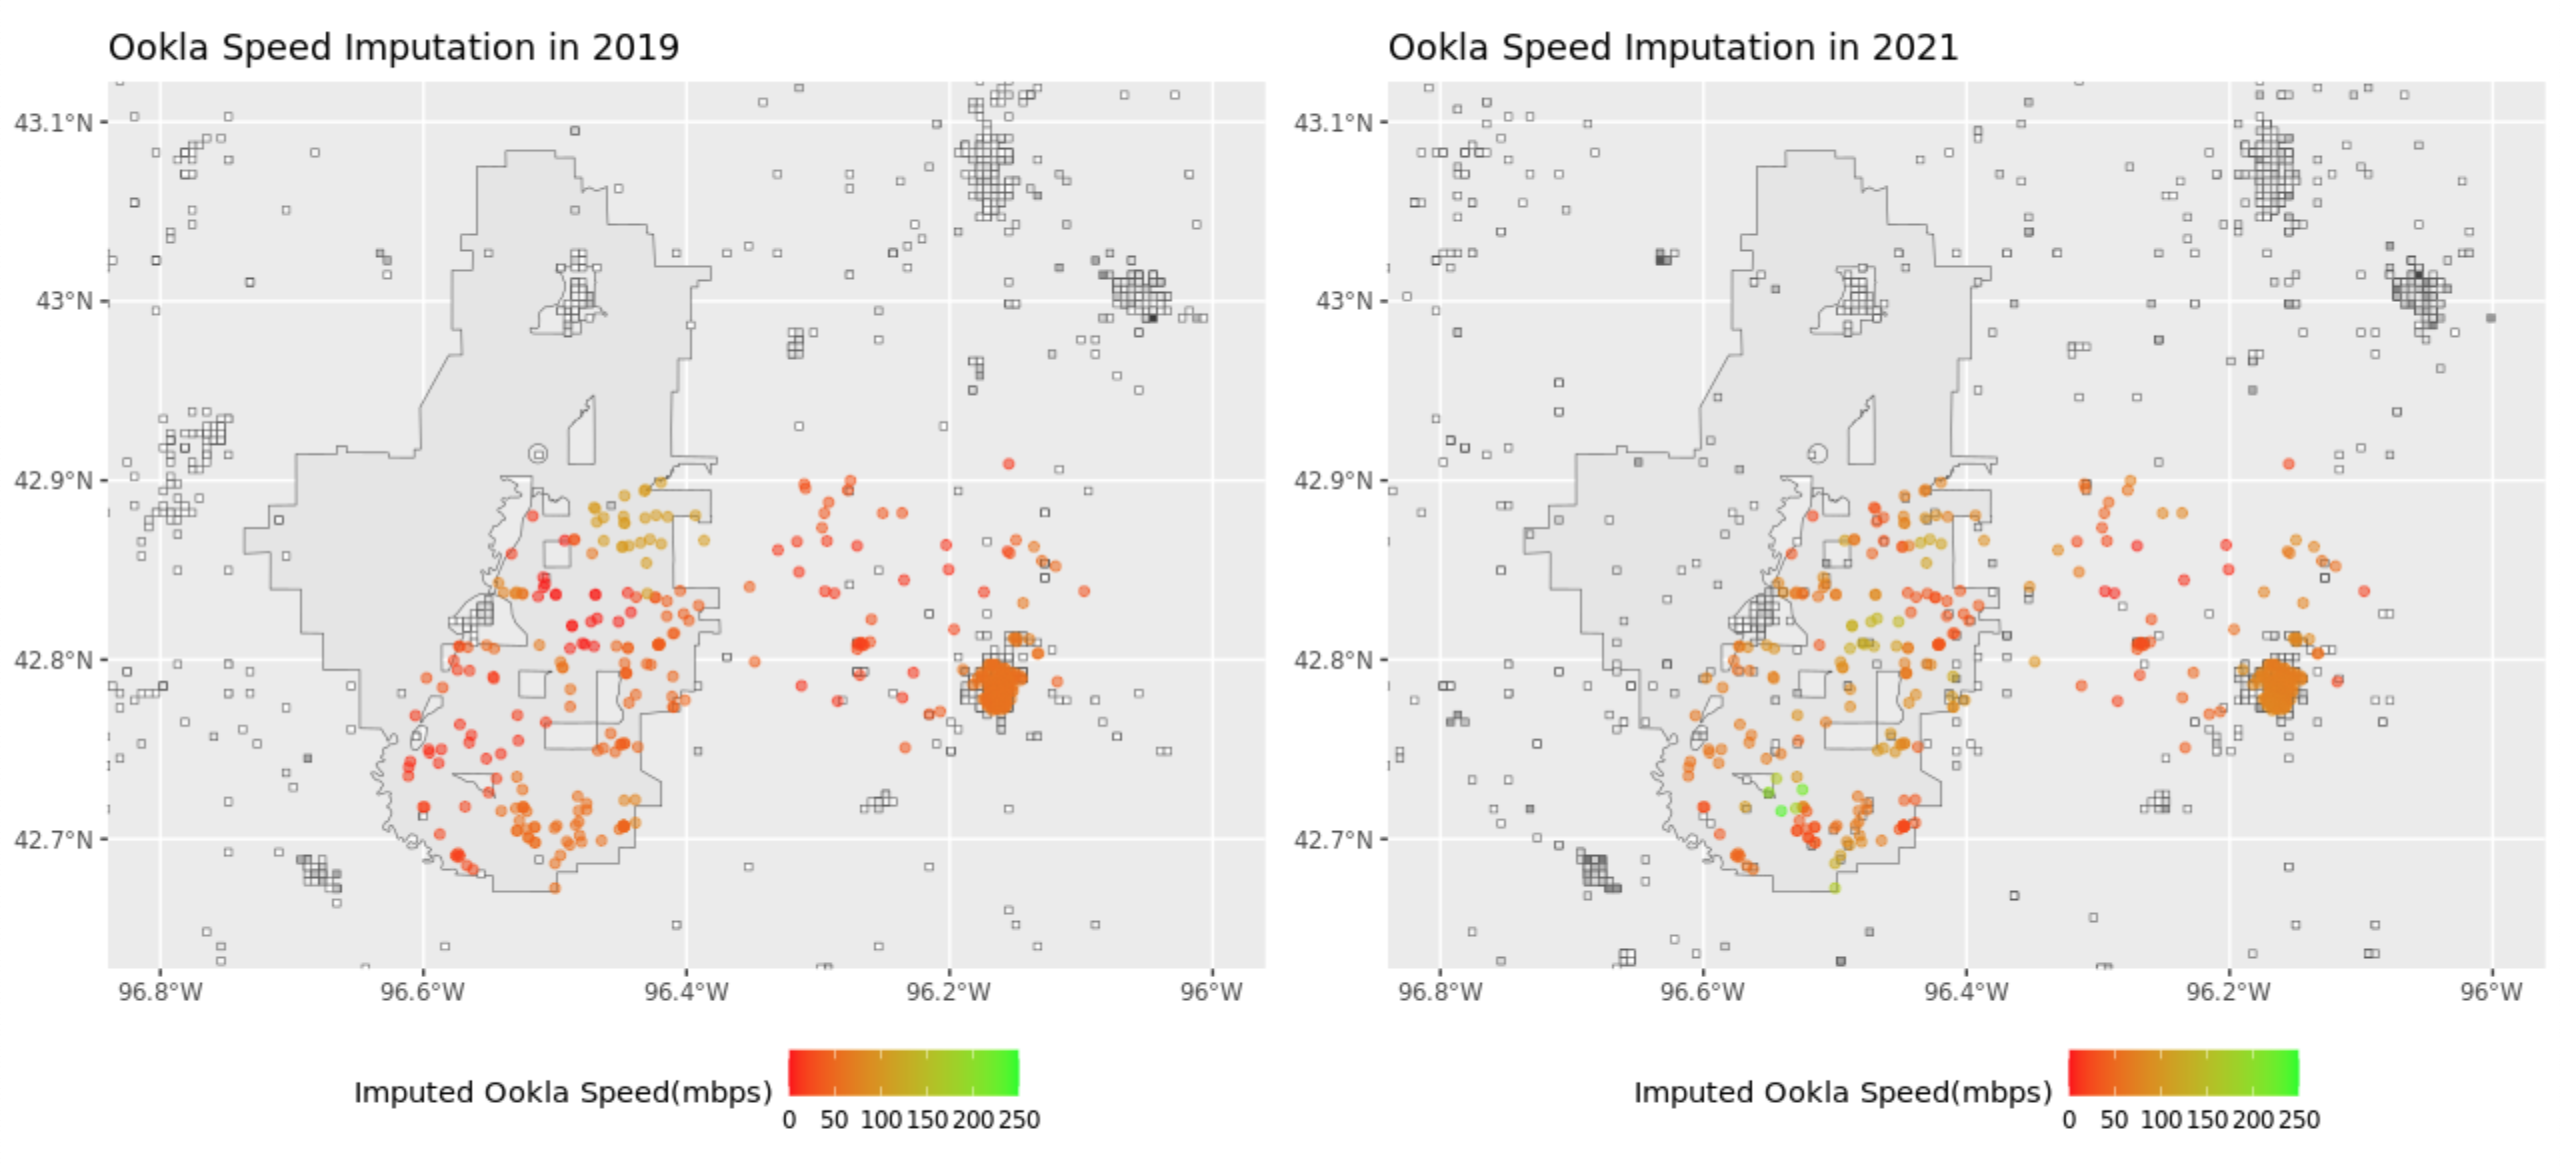 Ookla Speed Imputation in 2019
43.1°N
43°N
42.9°N
42.8°N
42.7°N
96.8°W 96.6°W 96.4°W 96.2°W 96°W
Imputed Ookla Speed(mbps)
0 50 100 150 200 250
Ookla Speed Imputation in 2021
43.1°N
43°N
42.9°N
42.8°N
42.7°N
96.8°W 96.6°W 96.4°W 96.2°W 96°W
Imputed Ookla Speed(mbps)
0 50 100 150 200 250